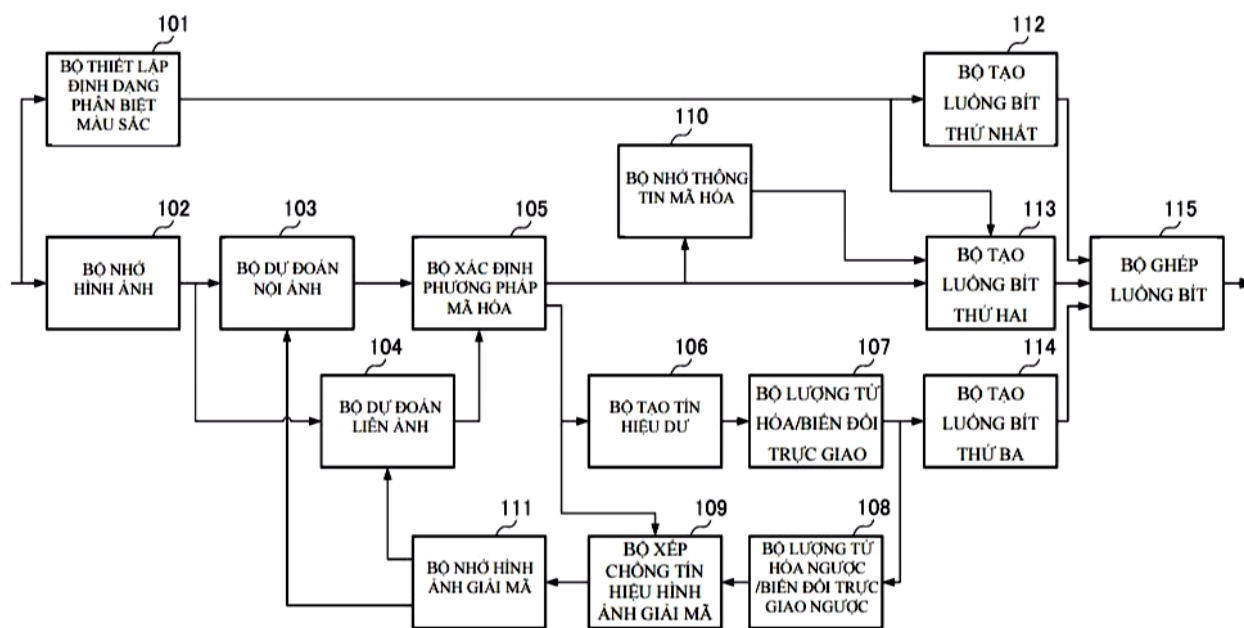 101
BỘ THIẾT LẬP
ĐỊNH DẠNG
PHÂN BIỆT
MÀU SẮC
112
BỘ TẠO
LUỒNG BÍT
THỨ NHẤT
110
BỘ NHỚ THÔNG
TIN MÃ HÓA
102
BỘ NHỚ
HÌNH ẢNH
103
BỘ DỰ ĐOÁN
NỘI ẢNH
105
BỘ XÁC ĐỊNH
PHƯƠNG PHÁP
MÃ HÓA
113
BỘ TẠO
LUỒNG BÍT
THỨ HAI
115
BỘ GHÉP
LUỒNG BÍT
104
BỘ DỰ ĐOÁN
LIÊN ẢNH
106
BỘ TẠO TÍN
HIỆU DƯ
107
BỘ LƯỢNG TỬ
HÓA/BIẾN ĐỔI
TRỰC GIAO
114
BỘ TẠO
LUỒNG BÍT
THỨ BA
111
BỘ NHỚ HÌNH
ẢNH GIẢI MÃ
109
BỘ XẾP
CHỒNG TÍN
HIỆU HÌNH
ẢNH GIẢI MÃ
108
BỘ LƯỢNG TỬ
HÓA NGƯỢC
/BIẾN ĐỔI TRỰC
GIAO NGƯỢC